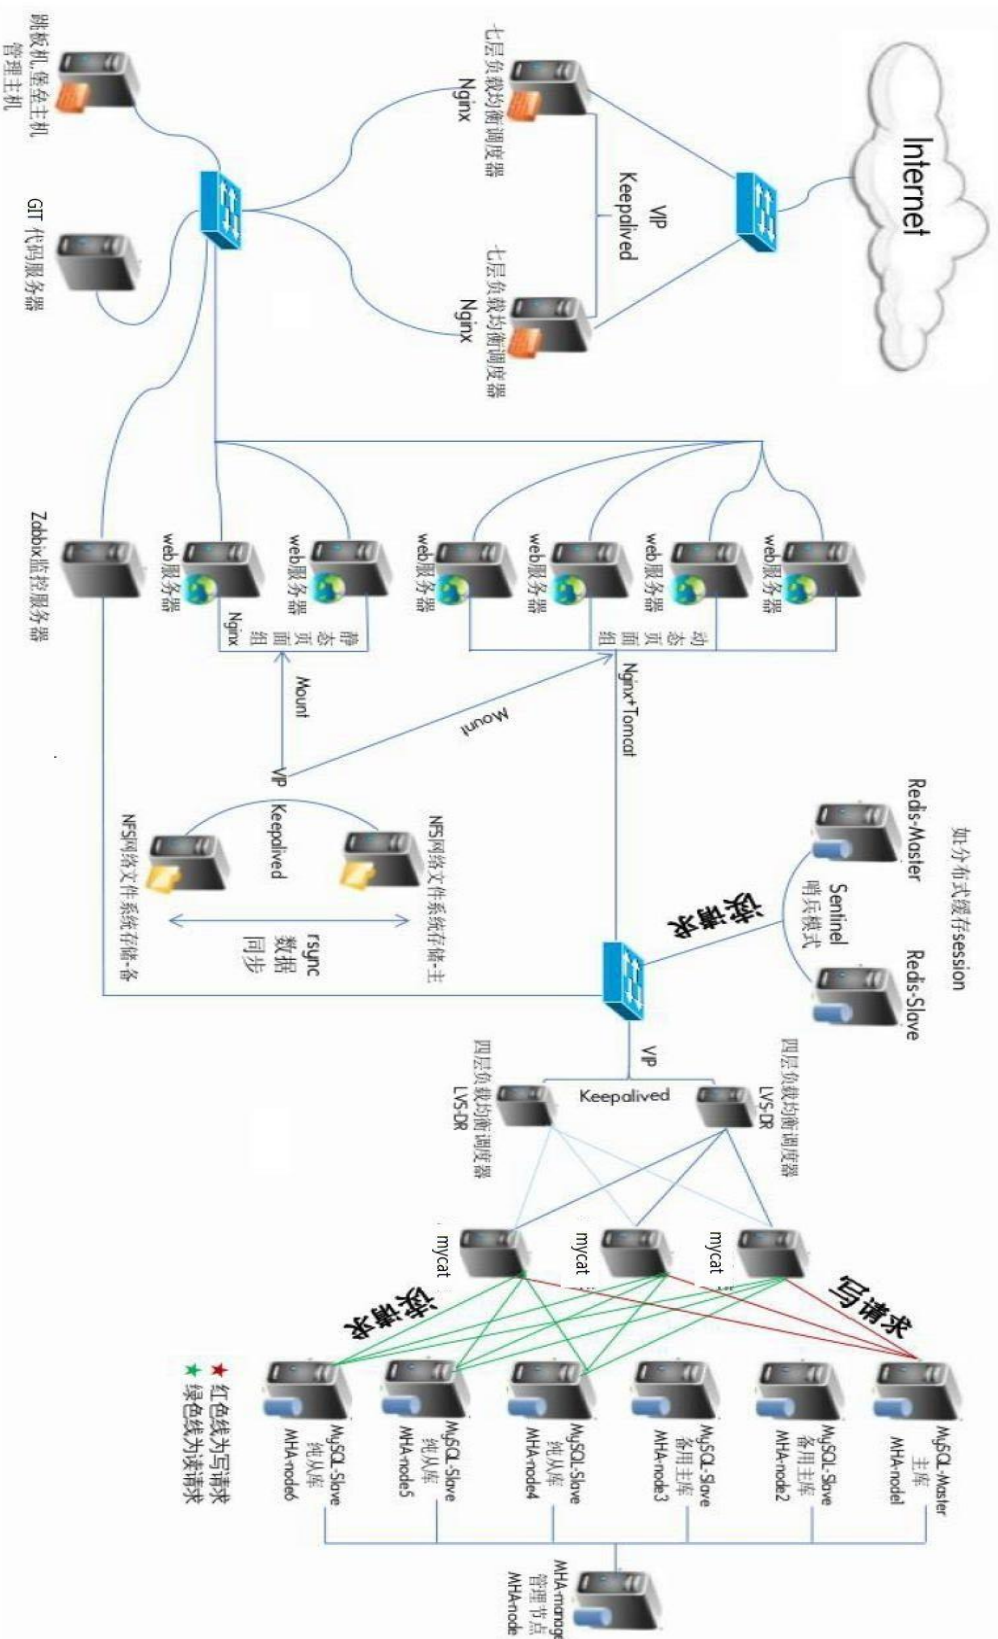 Internet
VIP
Keepalived
七层负载均衡调度器
Nginx
七层负载均衡调度器
Nginx
跳板机,堡垒主机
管理主机
GIT 代码服务器
web服务器
web服务器
web服务器
web服务器
web服务器
web服务器
Zabbix监控服务器
动态页面组
Nginx+Tomcat
静态页面组
Nginx
Mount
Mount
VIP
Keepalived
NFS网络文件系统存储-主
NFS网络文件系统存储-备
rsync
数据
同步
如:分布式缓存session
Redis-Master
Redis-Slave
Sentinel
哨兵模式
读请求
VIP
Keepalived
四层负载均衡调度器
LVS-DR
四层负载均衡调度器
LVS-DR
mycat
mycat
mycat
写请求
读请求
MySQL-Master
主库
MHA-node1
MySQL-Slave
备用主库
MHA-node2
MySQL-Slave
备用主库
MHA-node3
MySQL-Slave
纯从库
MHA-node4
MySQL-Slave
纯从库
MHA-node5
MySQL-Slave
纯从库
MHA-node6
★ 红色线为写请求
★ 绿色线为读请求
MHA-manage
管理节点
MHA-node